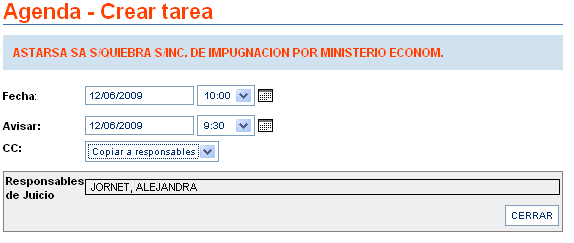 Agenda - Crear tarea
ASTARSA SA S/QUIEBRA S/INC. DE IMPUGNACION POR MINISTERIO ECONOM.
Fecha: 12/06/2009 10:00
Avisar: 12/06/2009 9:30
CC: Copiar a responsables
Responsables de Juicio JORNET, ALEJANDRA
CERRAR